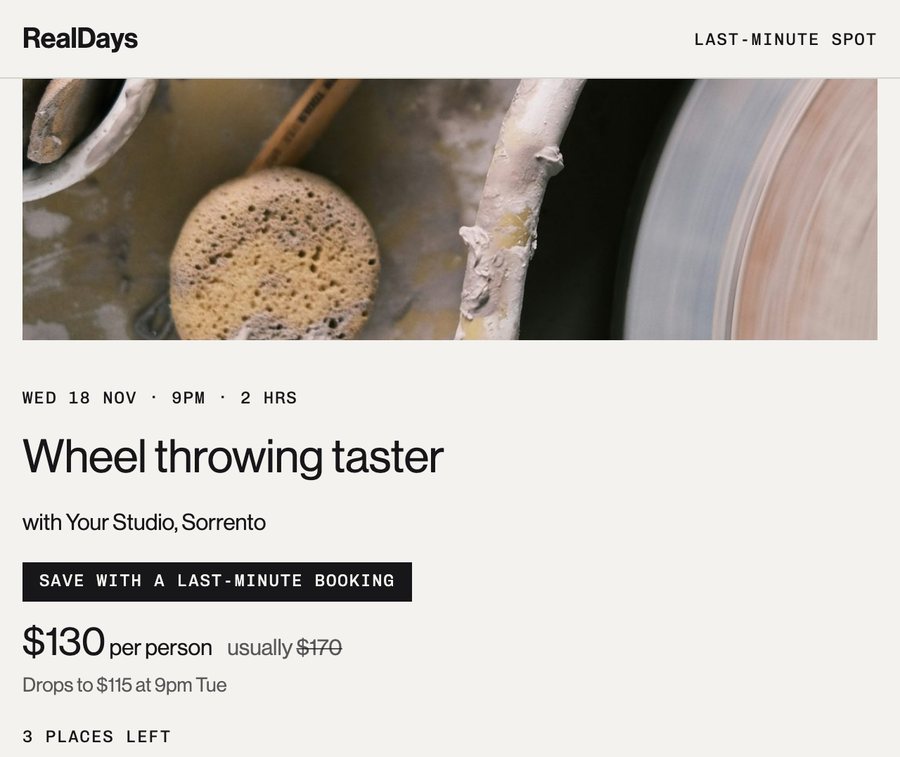 RealDays
LAST-MINUTE SPOT
WED 18 NOV · 9PM · 2 HRS
Wheel throwing taster
with Your Studio, Sorrento
SAVE WITH A LAST-MINUTE BOOKING
$130 per person usually $170
Drops to $115 at 9pm Tue
3 PLACES LEFT